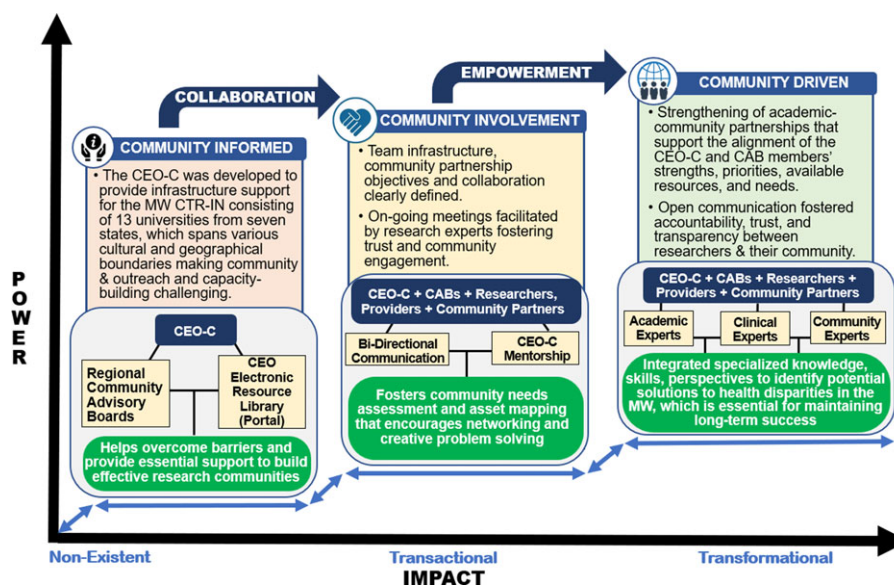 EMPOWERMENT
COLLABORATION
COMMUNITY DRIVEN
• Strengthening of academic-
community partnerships that
support the alignment of the
CEO-C and CAB members'
strengths, priorities, available
resources, and needs.
• Open communication fostered
accountability, trust, and
transparency between
researchers & their community.
CEO-C + CABs + Researchers +
Providers + Community Partners
Academic
Experts
Clinical
Experts
Community
Experts
Integrated specialized knowledge,
skills, perspectives to identify potential
solutions to health disparities in the
MW, which is essential for maintaining
long-term success
COMMUNITY INVOLVEMENT
• Team infrastructure,
community partnership
objectives and collaboration
clearly defined.
• On-going meetings facilitated
by research experts fostering
trust and community
engagement.
CEO-C + CABs + Researchers,
Providers + Community Partners
Bi-Directional
Communication
CEO-C
Mentorship
Fosters community needs
assessment and asset mapping
that encourages networking and
creative problem solving
COMMUNITY INFORMED
• The CEO-C was developed to
provide infrastructure support
for the MW CTR-IN consisting
of 13 universities from seven
states, which spans various
cultural and geographical
boundaries making community
& outreach and capacity-
building challenging.
CEO-C
Regional
Community
Advisory
Boards
CEO
Electronic
Resource
Library
(Portal)
Helps overcome barriers and
provide essential support to build
effective research communities
POWER
Non-Existent
Transactional
Transformational
IMPACT